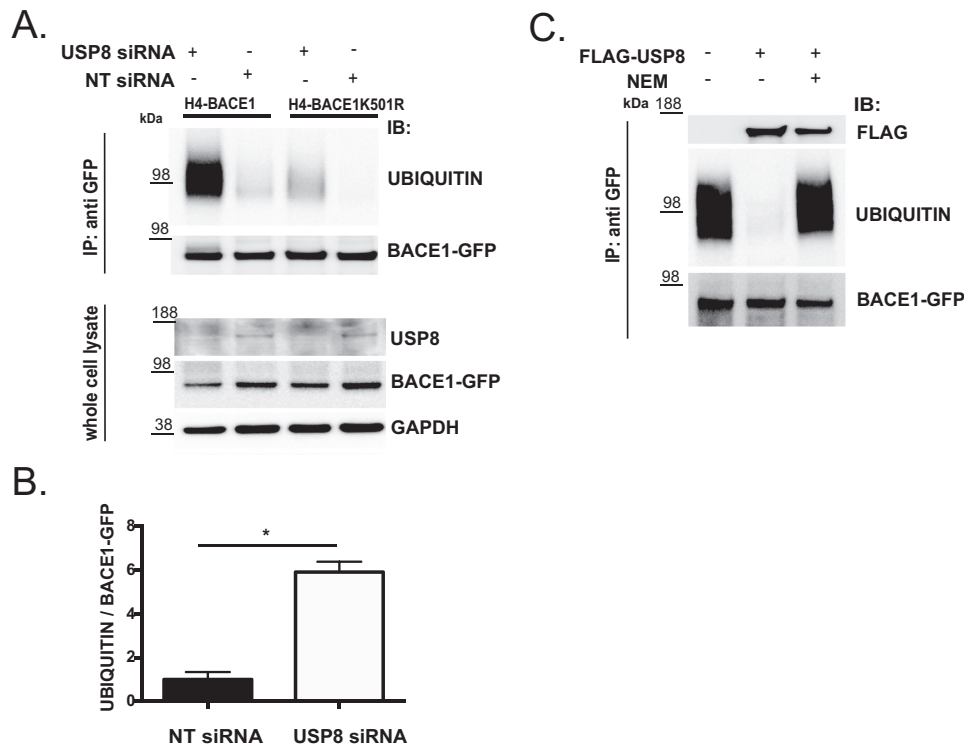 A.
USP8 siRNA + - + -
NT siRNA - + - +
H4-BACE1 H4-BACE1K501R
kDa
IB:
IP: anti GFP
98
UBIQUITIN
98
BACE1-GFP
whole cell lysate
188
USP8
98
BACE1-GFP
38
GAPDH
B.
UBIQUITIN / BACE1-GFP
8
6
4
2
0
*
NT siRNA USP8 siRNA
C.
FLAG-USP8 - + +
NEM - - +
kDa 188
IB:
FLAG
IP: anti GFP
98
UBIQUITIN
98
BACE1-GFP